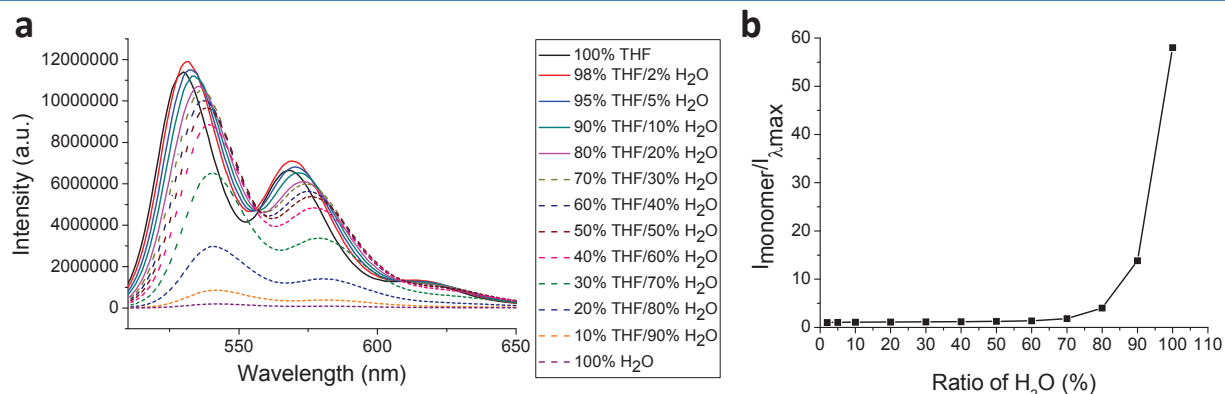 a
Intensity (a.u.)
12000000
10000000
8000000
6000000
4000000
2000000
0
550
600
650
Wavelength (nm)
100% THF
98% THF/2% H2O
95% THF/5% H2O
90% THF/10% H2O
80% THF/20% H2O
70% THF/30% H2O
60% THF/40% H2O
50% THF/50% H2O
40% THF/60% H2O
30% THF/70% H2O
20% THF/80% H2O
10% THF/90% H2O
100% H2O
b
Imonomer/Iλmax
60
50
40
30
20
10
0
0 10 20 30 40 50 60 70 80 90 100 110
Ratio of H2O (%)